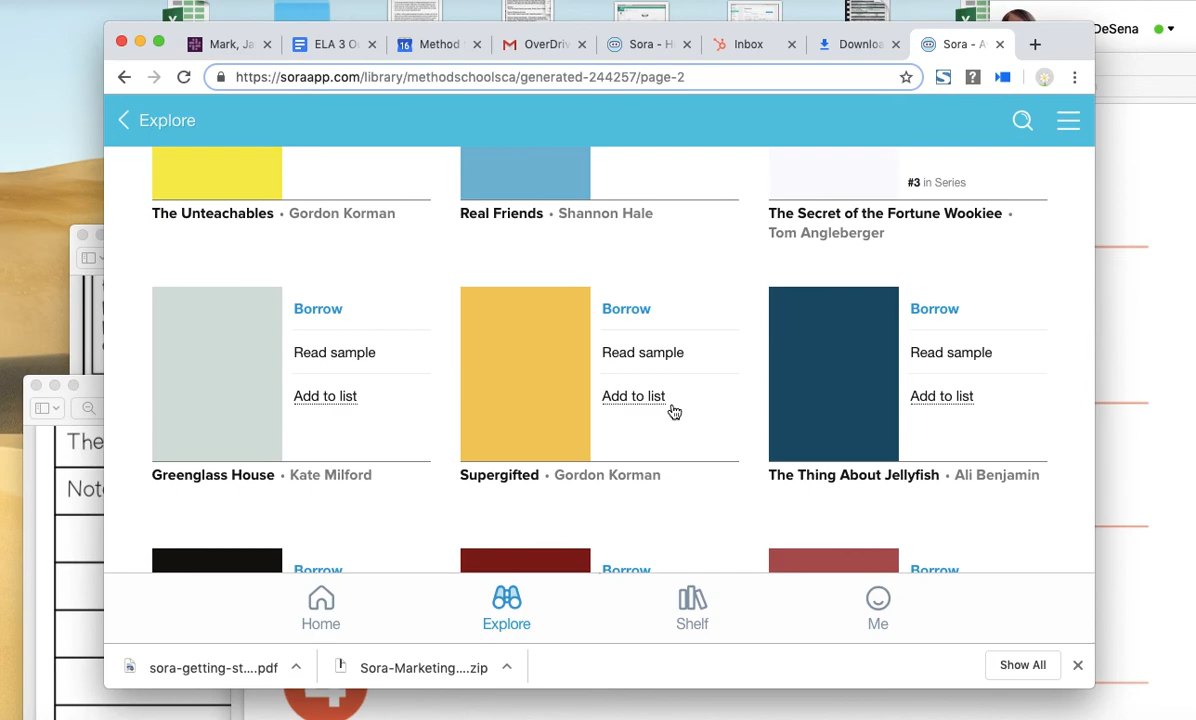 DeSena
Mark, Ja
ELA 3 O
Method
OverDriv
Sora - H
Inbox
Downloa
Sora - A
https://soraapp.com/library/methodschoolsca/generated-244257/page-2
Explore
#3 in Series
The Unteachables • Gordon Korman
Real Friends • Shannon Hale
The Secret of the Fortune Wookiee •
Tom Angleberger
Borrow
Read sample
Add to list
Greenglass House • Kate Milford
Borrow
Read sample
Add to list
Supergifted • Gordon Korman
Borrow
Read sample
Add to list
The Thing About Jellyfish • Ali Benjamin
Borrow
Borrow
Borrow
The
Not
Home
Explore
Shelf
Me
sora-getting-st....pdf
Sora-Marketing....zip
Show All